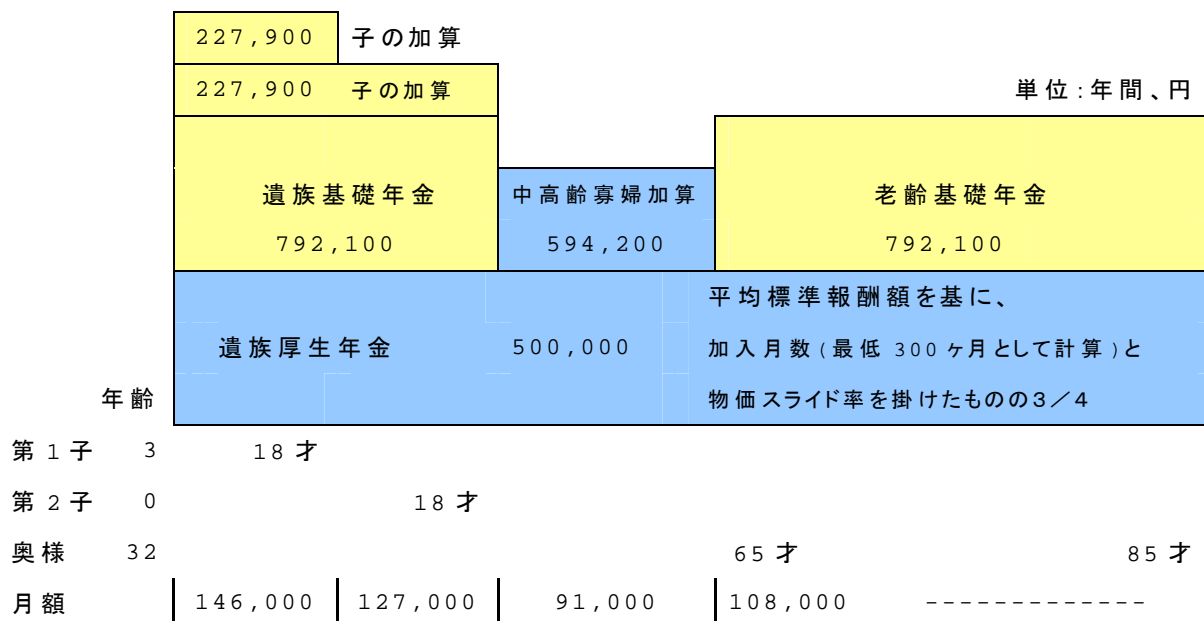 227,900 子の加算
227,900 子の加算
単位:年間、円
遺族基礎年金 中高齢寡婦加算 老齢基礎年金
792,100 594,200 792,100
平均標準報酬額を基に、
遺族厚生年金 500,000 加入月数(最低 300ヶ月として計算)と
年齢 物価スライド率を掛けたものの3/4
第1子 3 18才
第2子 0 18才
奥様 32 65才 85才
月額 146,000 127,000 91,000 108,000 -------------